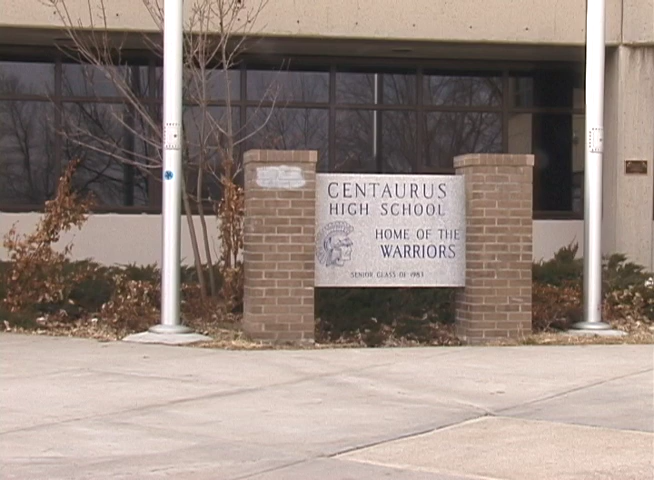 CENTAURUS
HIGH SCHOOL
HOME OF THE
WARRIORS
SENIOR CLASS OF 1983